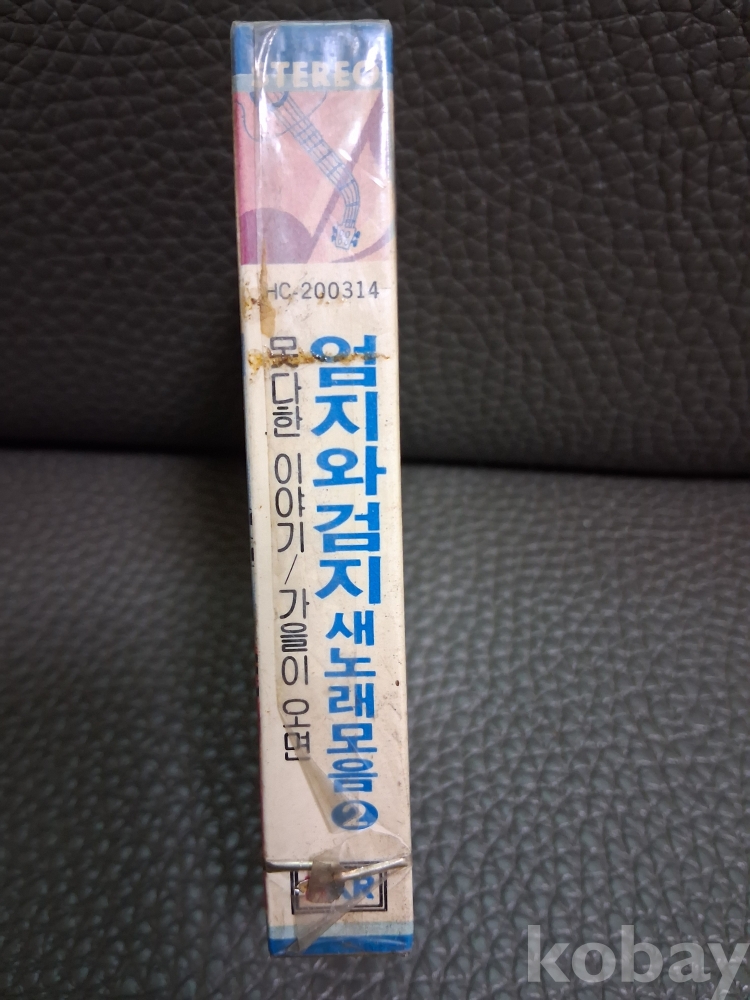 STEREO
HC-200314
엄지와검지 새노래모음 2
못다한 이야기 / 가을이 오면
kobay